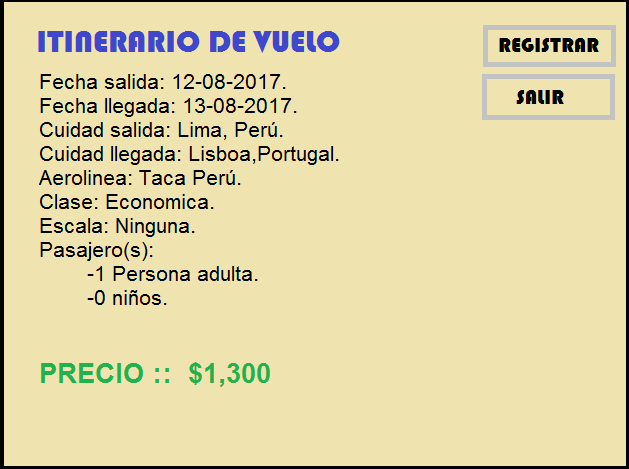 ITINERARIO DE VUELO
REGISTRAR
SALIR
Fecha salida: 12-08-2017.
Fecha llegada: 13-08-2017.
Cuidad salida: Lima, Perú.
Cuidad llegada: Lisboa,Portugal.
Aerolinea: Taca Perú.
Clase: Economica.
Escala: Ninguna.
Pasajero(s):
-1 Persona adulta.
-0 niños.
PRECIO :: $1,300